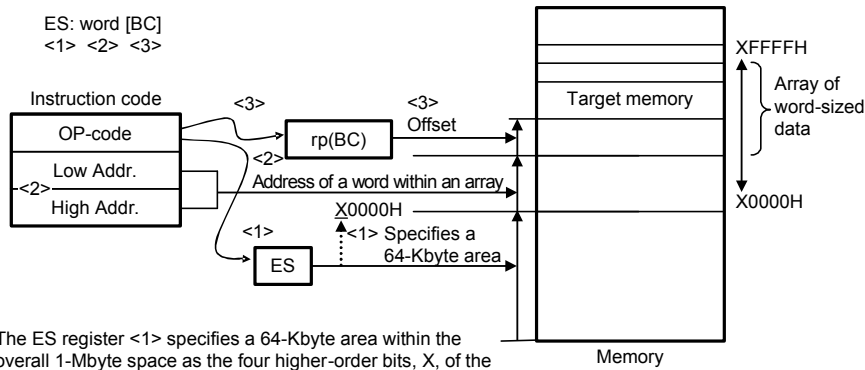 ES: word [BC]
<1> <2> <3>
Instruction code
OP-code
Low Addr.
<2>
High Addr.
<3>
rp(BC)
<3>
Offset
<2>
Address of a word within an array
X0000H
<1>
<1> Specifies a
64-Kbyte area
ES
Target memory
XFFFFH
Array of
word-sized
data
X0000H
Memory
The ES register <1> specifies a 64-Kbyte area within the
overall 1-Mbyte space as the four higher-order bits, X, of the